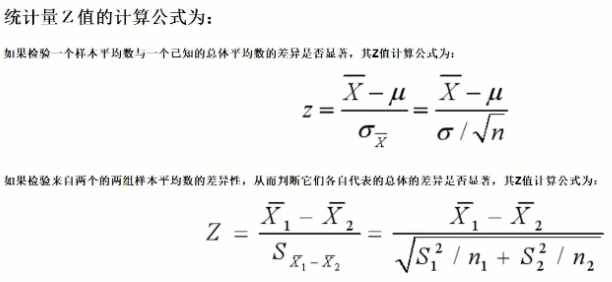 统计量Z值的计算公式为：
如果检验一个样本平均数与一个已知的总体平均数的差异是否显著，其Z值计算公式为：
z = \frac{\overline{X} - μ}{σ_{\overline{X}}} = \frac{\overline{X} - μ}{σ / \sqrt{n}}
如果检验来自两个的两组样本平均数的差异性，从而判断它们各自代表的总体的差异是否显著，其Z值计算公式为：
Z = \frac{\overline{X}_1 - \overline{X}_2}{S_{\overline{X}_1 - \overline{X}_2}} = \frac{\overline{X}_1 - \overline{X}_2}{\sqrt{S_1^2 / n_1 + S_2^2 / n_2}}